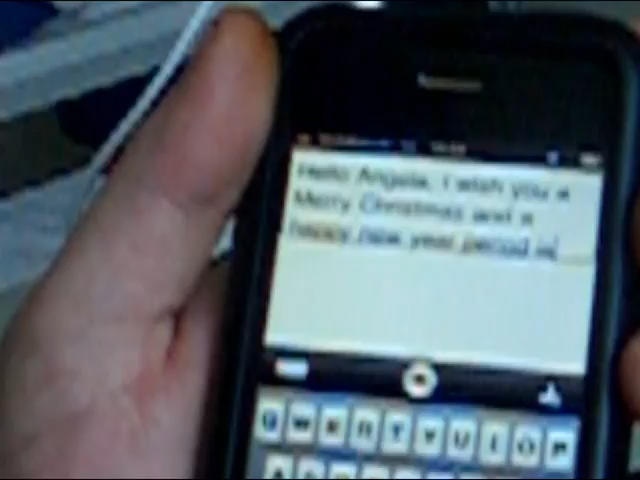 Hello Angela, I wish you a
Merry Christmas and a
happy new year period
Q W E R T Y U I O P